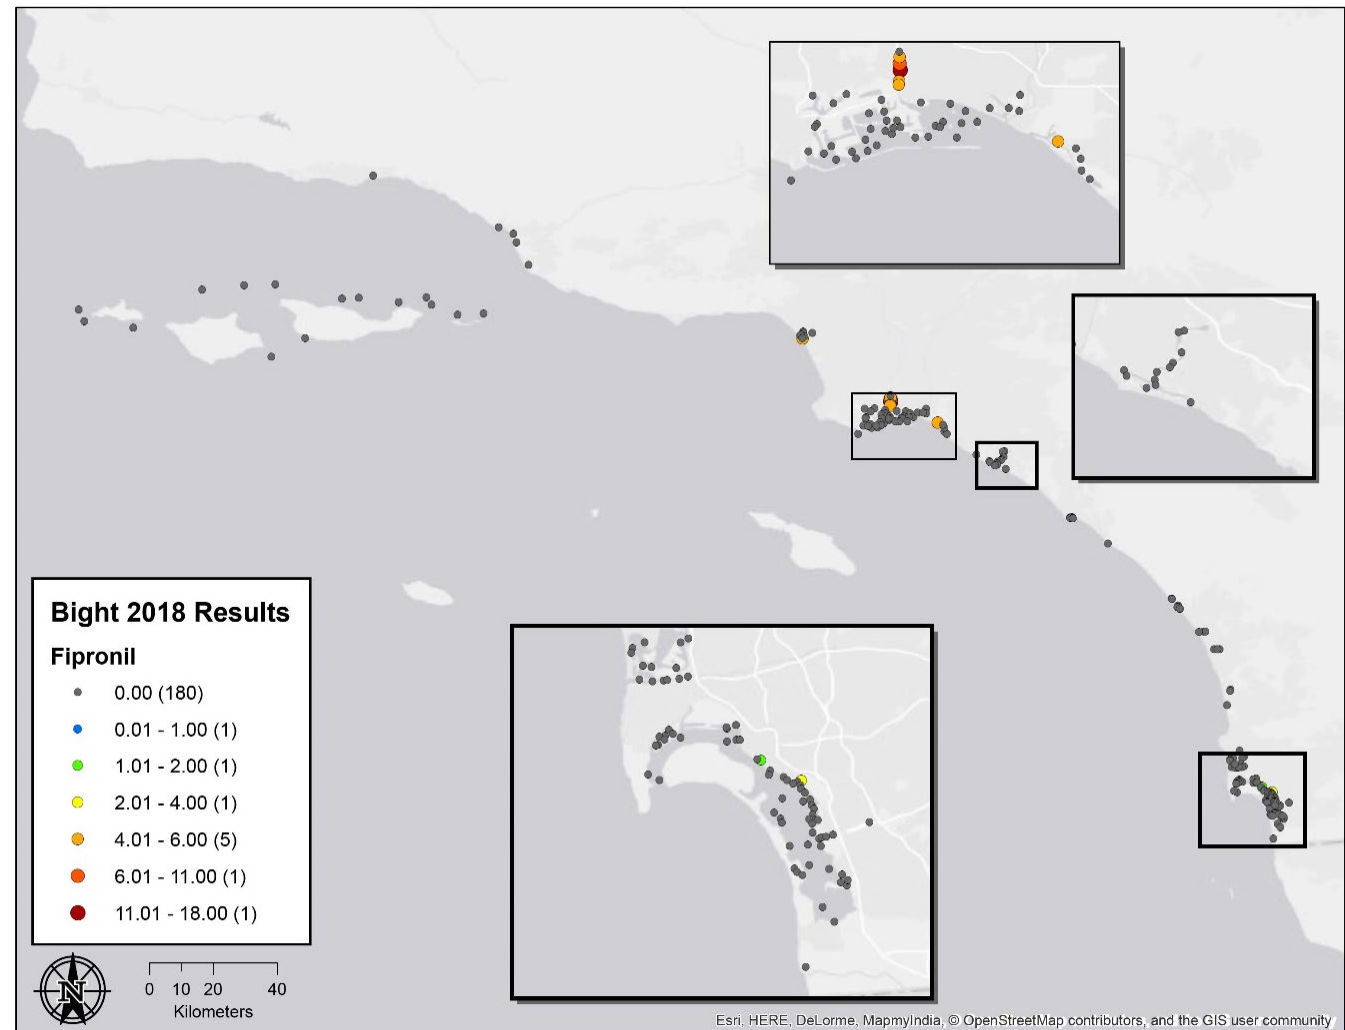 Bight 2018 Results
Fipronil
0.00 (180)
0.01 - 1.00 (1)
1.01 - 2.00 (1)
2.01 - 4.00 (1)
4.01 - 6.00 (5)
6.01 - 11.00 (1)
11.01 - 18.00 (1)
N
0 10 20 40
Kilometers
Esri, HERE, DeLorme, MapmyIndia, © OpenStreetMap contributors, and the GIS user community